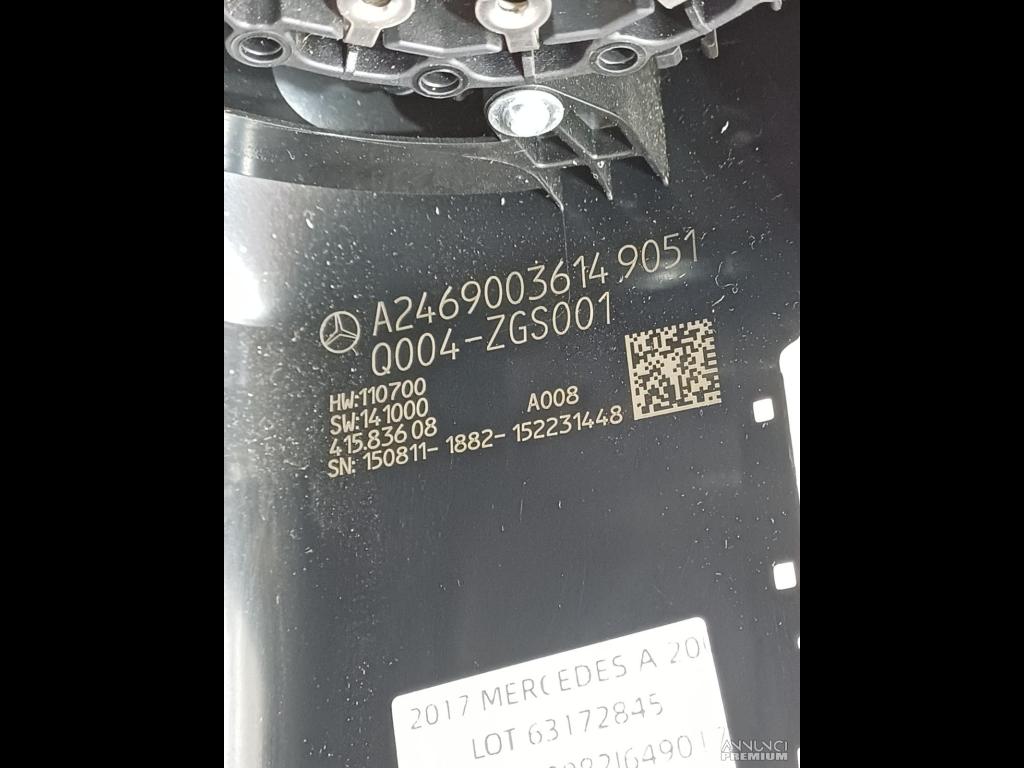 A2469003614 9051
Q004-ZGS001
HW:110700
SW:141000 A008
415.836 08
SN: 150811-1882-152231448
2017 MERCEDES A 20
LOT 63172845
ANNUNCI
PREMIUM